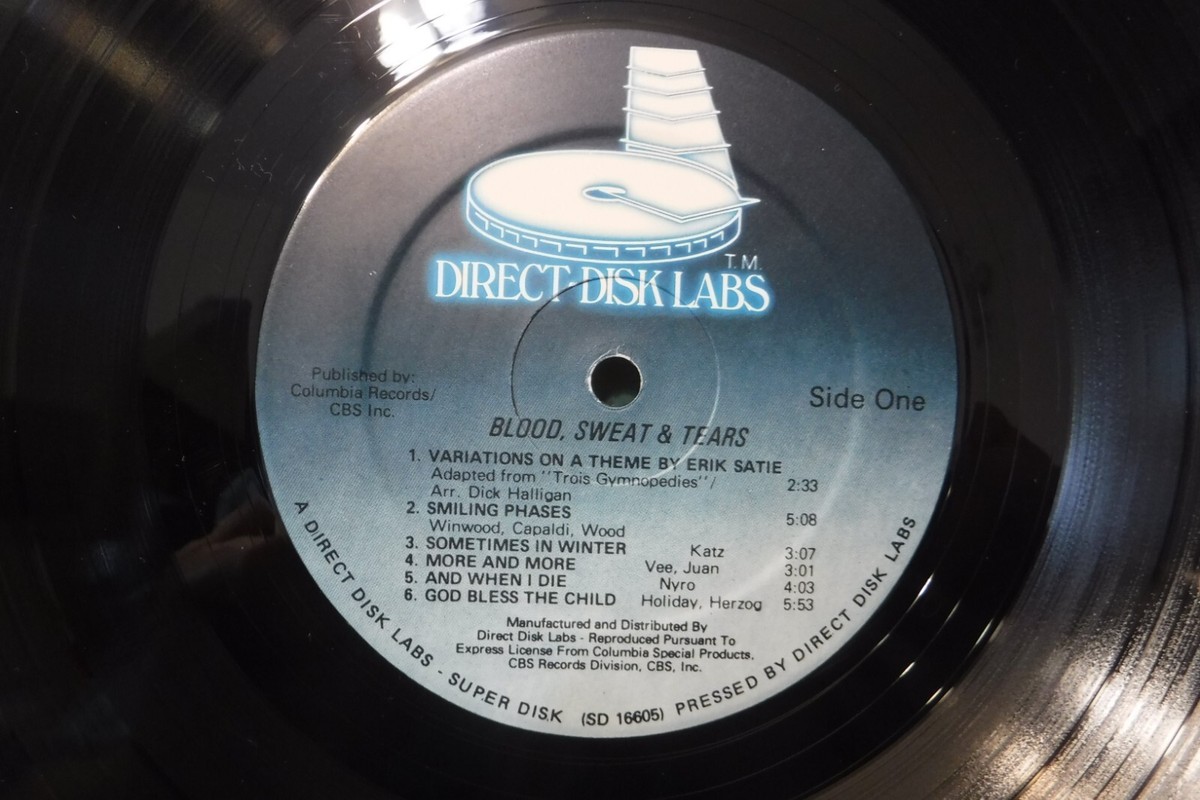 T.M.
DIRECT-DISK LABS
Published by:
Columbia Records/
CBS Inc.
Side One
BLOOD, SWEAT & TEARS
1. VARIATIONS ON A THEME BY ERIK SATIE
Adapted from "Trois Gymnopedies"/
Arr. Dick Halligan 2:33
2. SMILING PHASES
Winwood, Capaldi, Wood 5:08
3. SOMETIMES IN WINTER Katz 3:07
4. MORE AND MORE Vee, Juan 3:01
5. AND WHEN I DIE Nyro 4:03
6. GOD BLESS THE CHILD Holiday, Herzog 5:53
Manufactured and Distributed By
Direct Disk Labs - Reproduced Pursuant To
Express License From Columbia Special Products,
CBS Records Division, CBS, Inc.
A DIRECT DISK LABS - SUPER DISK (SD 16605) PRESSED BY DIRECT DISK LABS